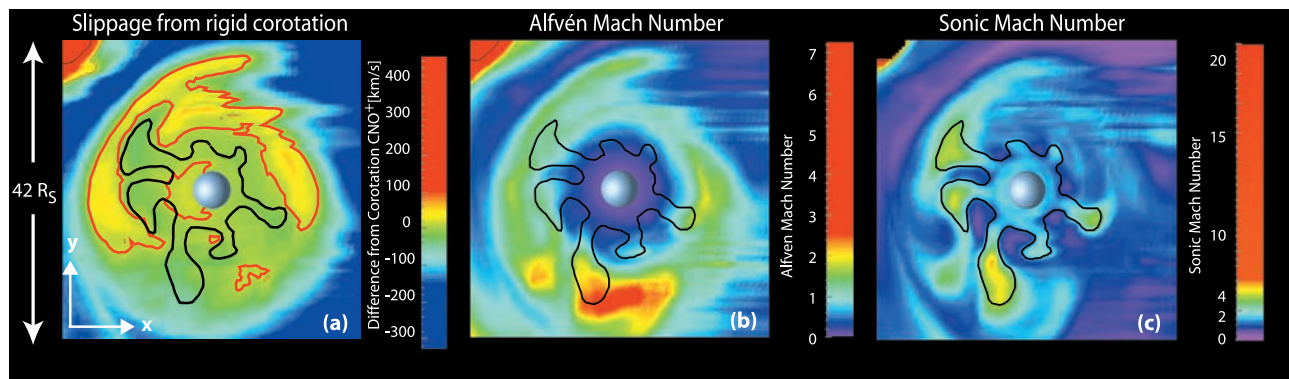 Slippage from rigid corotation
Alfvén Mach Number
Sonic Mach Number
42 R_S
y
x
(a)
400
300
200
100
0
-100
-200
-300
Difference from Corotation CNO⁺[km/s]
(b)
7
6
5
4
3
2
1
0
Alfven Mach Number
(c)
20
15
10
4
2
0
Sonic Mach Number